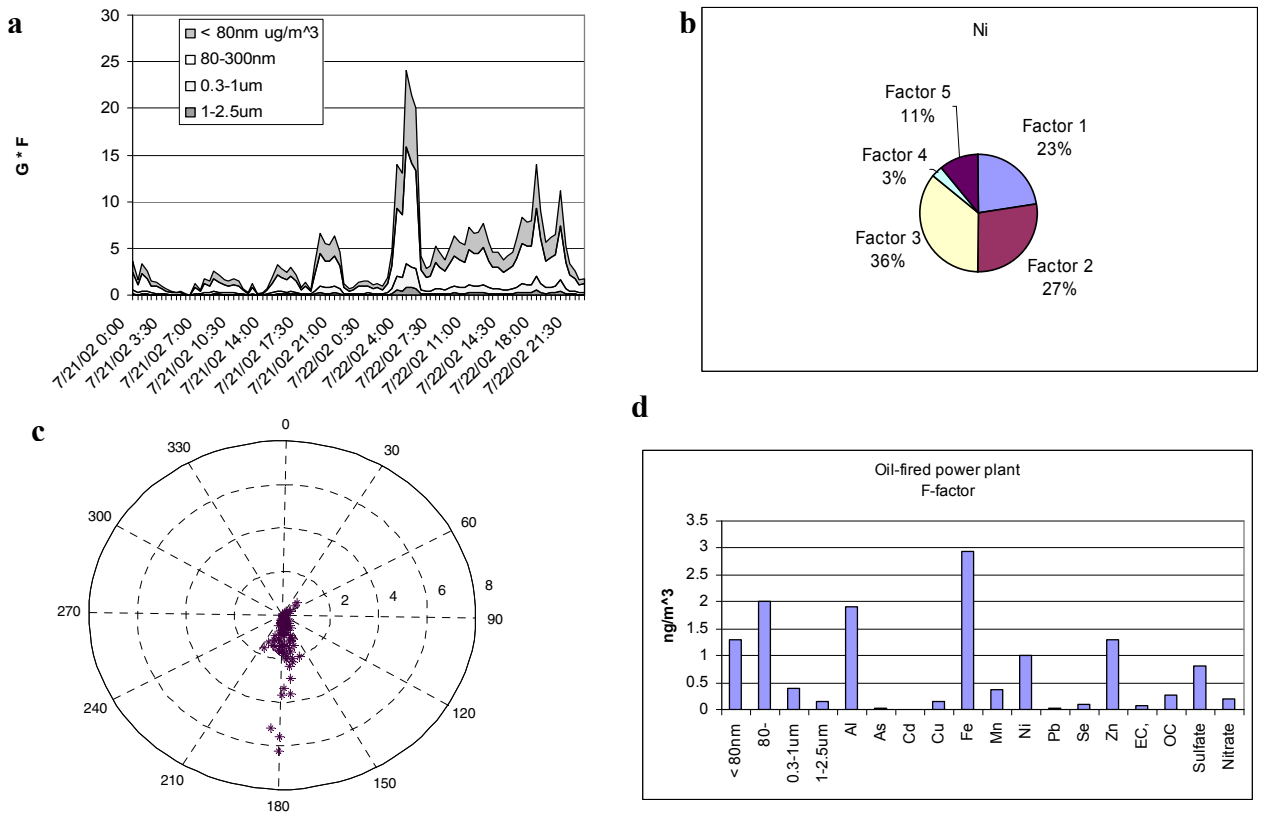 a
30
25
20
15
10
5
0
G * F
< 80nm ug/m^3
80-300nm
0.3-1um
1-2.5um
7/21/02 0:00
7/21/02 3:30
7/21/02 7:00
7/21/02 10:30
7/21/02 14:00
7/21/02 17:30
7/21/02 21:00
7/22/02 0:30
7/22/02 4:00
7/22/02 7:30
7/22/02 11:00
7/22/02 14:30
7/22/02 18:00
7/22/02 21:30
b
Ni
Factor 5
11%
Factor 1
23%
Factor 4
3%
Factor 3
36%
Factor 2
27%
c
0
30
60
90
120
150
180
210
240
270
300
330
2
4
6
8
d
Oil-fired power plant
F-factor
ng/m^3
3.5
3
2.5
2
1.5
1
0.5
0
< 80nm
80-
0.3-1um
1-2.5um
Al
As
Cd
Cu
Fe
Mn
Ni
Pb
Se
Zn
EC,
OC
Sulfate
Nitrate